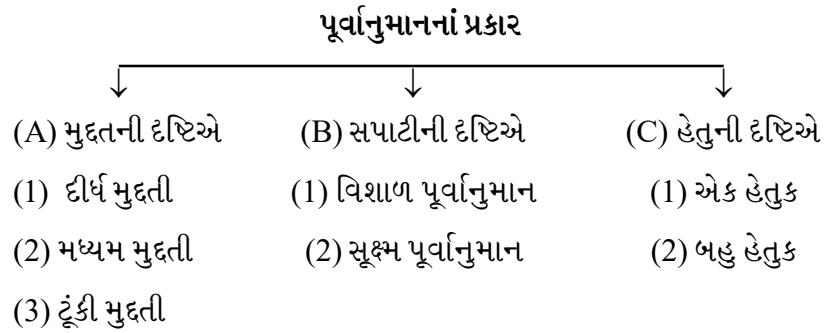 પૂર્વાનુમાનનાં પ્રકાર
(A) મુદ્દતની દૃષ્ટિએ (B) સપાટીની દૃષ્ટિએ (C) હેતુની દૃષ્ટિએ
(1) દીર્ઘ મુદ્દતી (1) વિશાળ પૂર્વાનુમાન (1) એક હેતુક
(2) મધ્યમ મુદ્દતી (2) સૂક્ષ્મ પૂર્વાનુમાન (2) બહુ હેતુક
(3) ટૂંકી મુદ્દતી